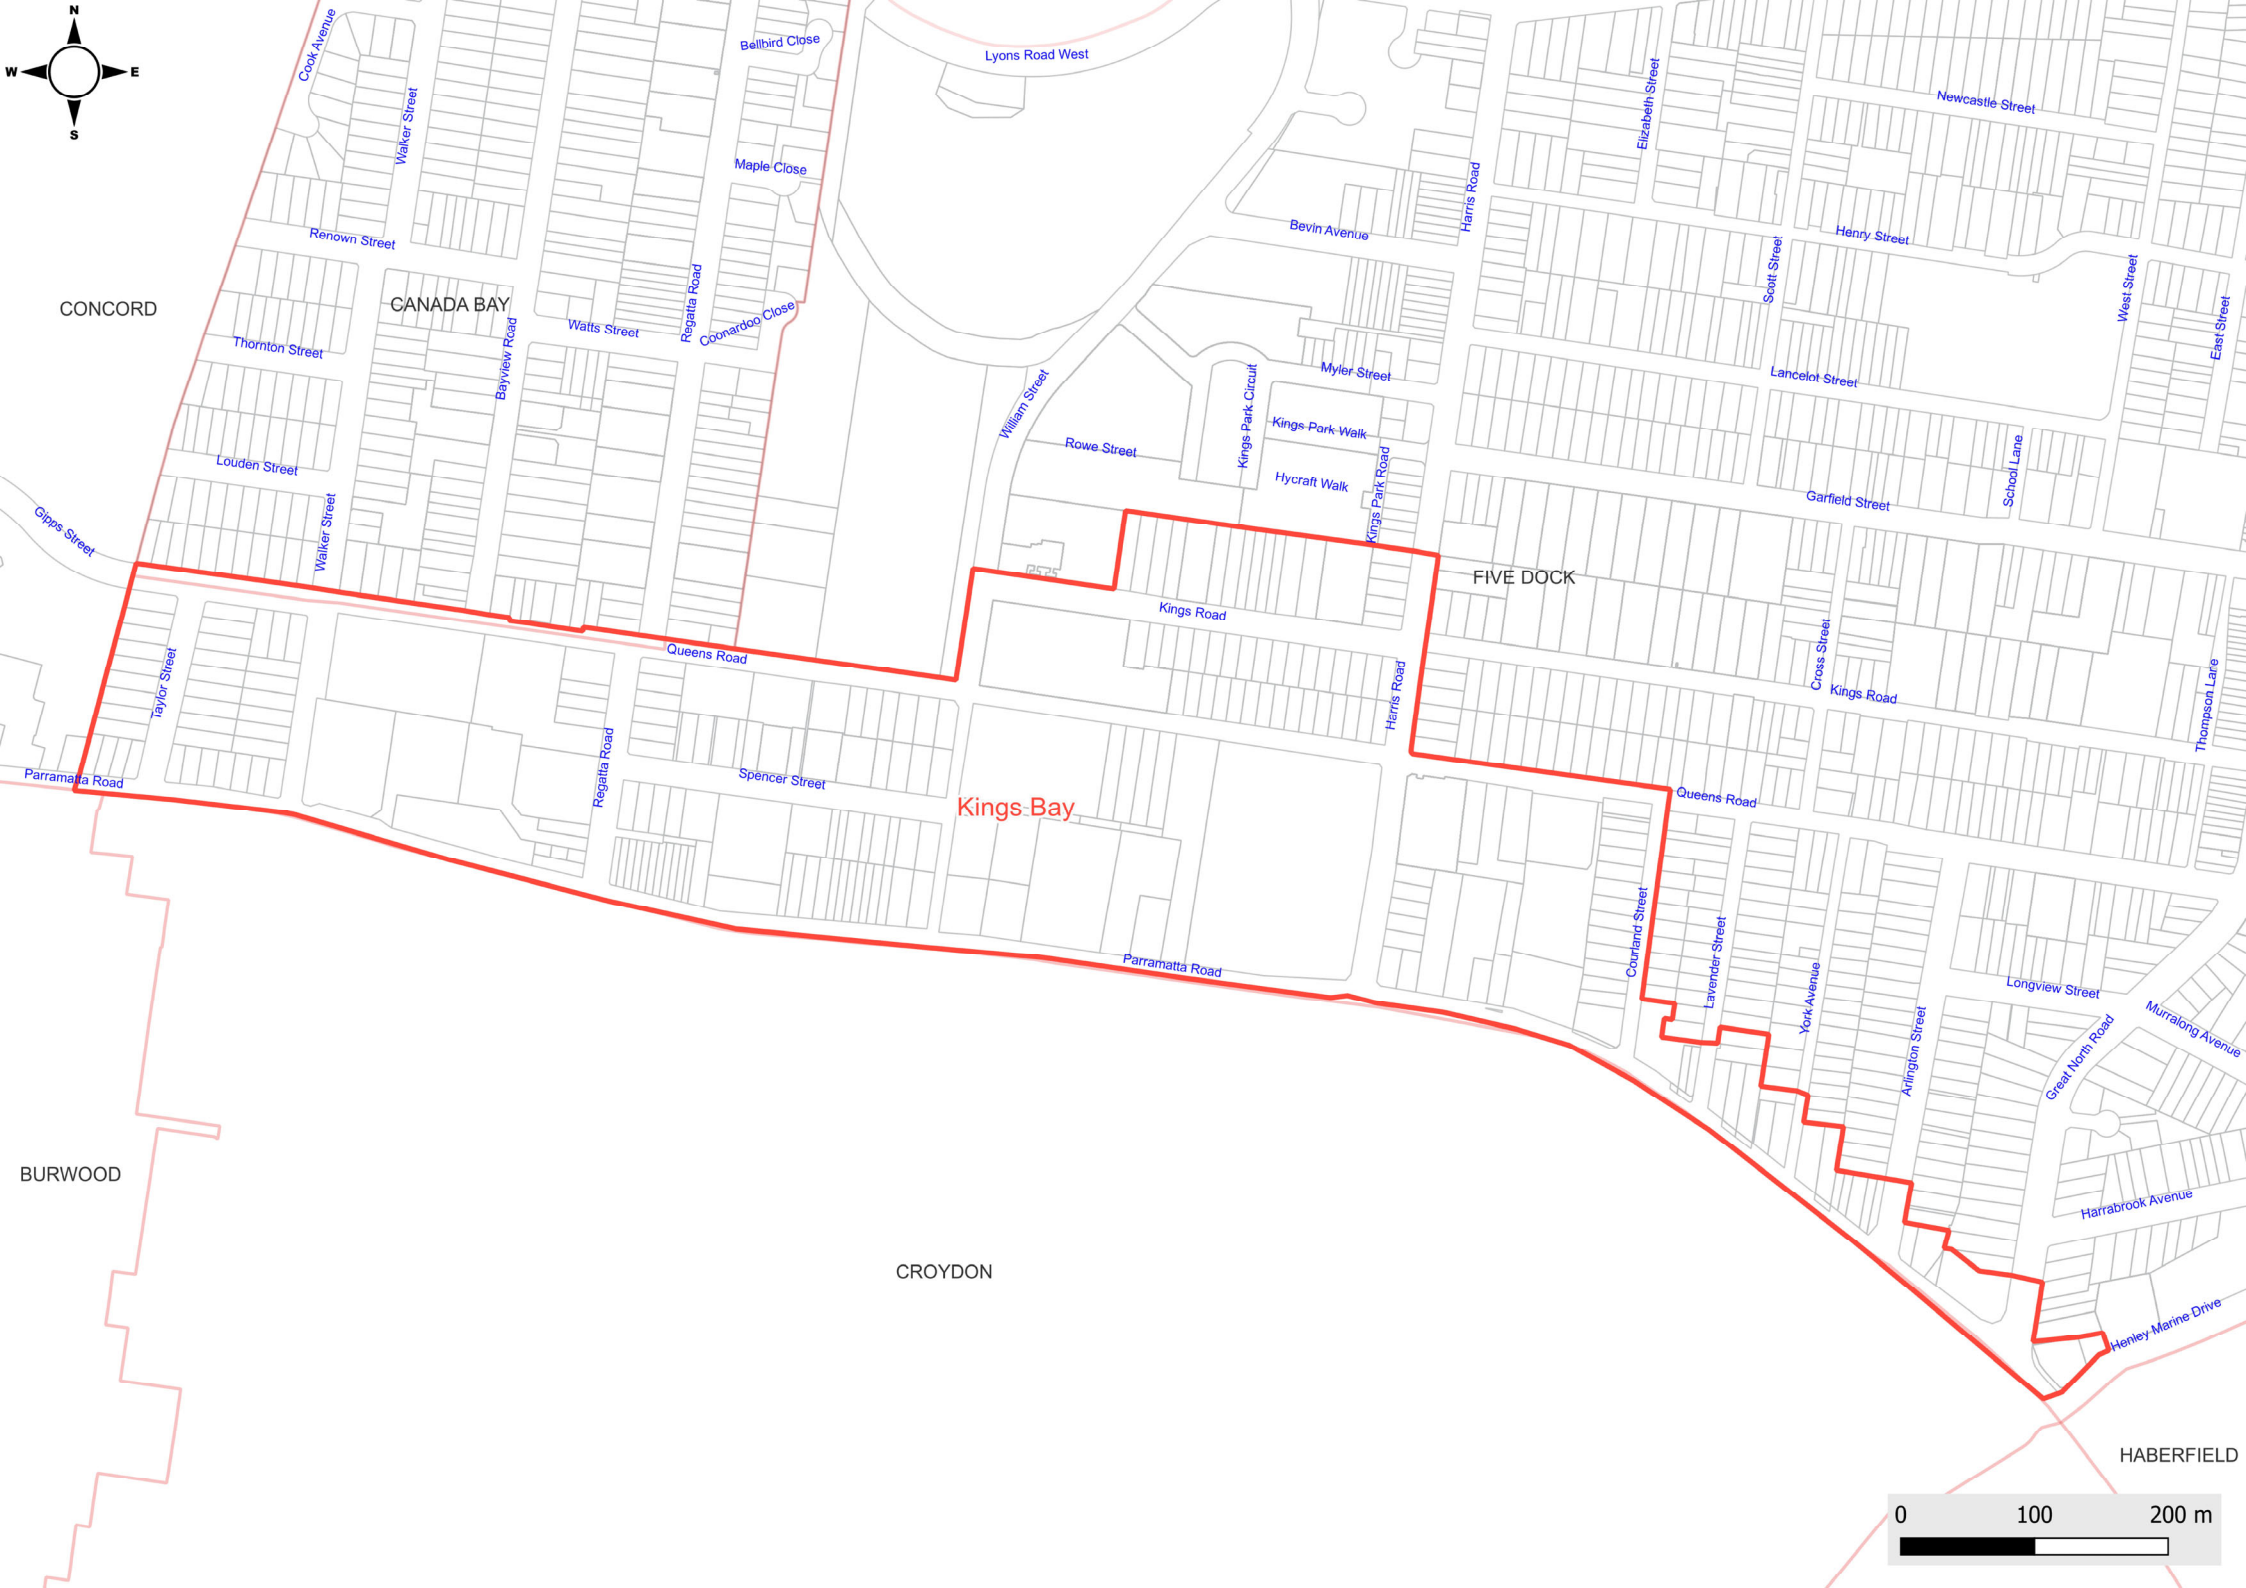 N
W E
S
Cook Avenue
Walker Street
Bellbird Close
Lyons Road West
Maple Close
Elizabeth Street
Newcastle Street
Harris Road
Bevin Avenue
Henry Street
Renown Street
Scott Street
West Street
East Street
CONCORD
CANADA BAY
Regatta Road
Watts Street
Coonardoo Close
Thornton Street
Bayview Road
William Street
Kings Park Circuit
Myler Street
Lancelot Street
Kings Park Walk
Rowe Street
Kings Park Road
Hycraft Walk
School Lane
Garfield Street
Louden Street
Walker Street
Gipps Street
FIVE DOCK
Kings Road
Queens Road
Taylor Street
Harris Road
Cross Street
Kings Road
Thompson Lane
Parramatta Road
Regatta Road
Spencer Street
Kings Bay
Queens Road
Courland Street
Lavender Street
York Avenue
Arlington Street
Parramatta Road
Longview Street
Great North Road
Murralong Avenue
BURWOOD
Harrabrook Avenue
CROYDON
Henley Marine Drive
HABERFIELD
0 100 200 m